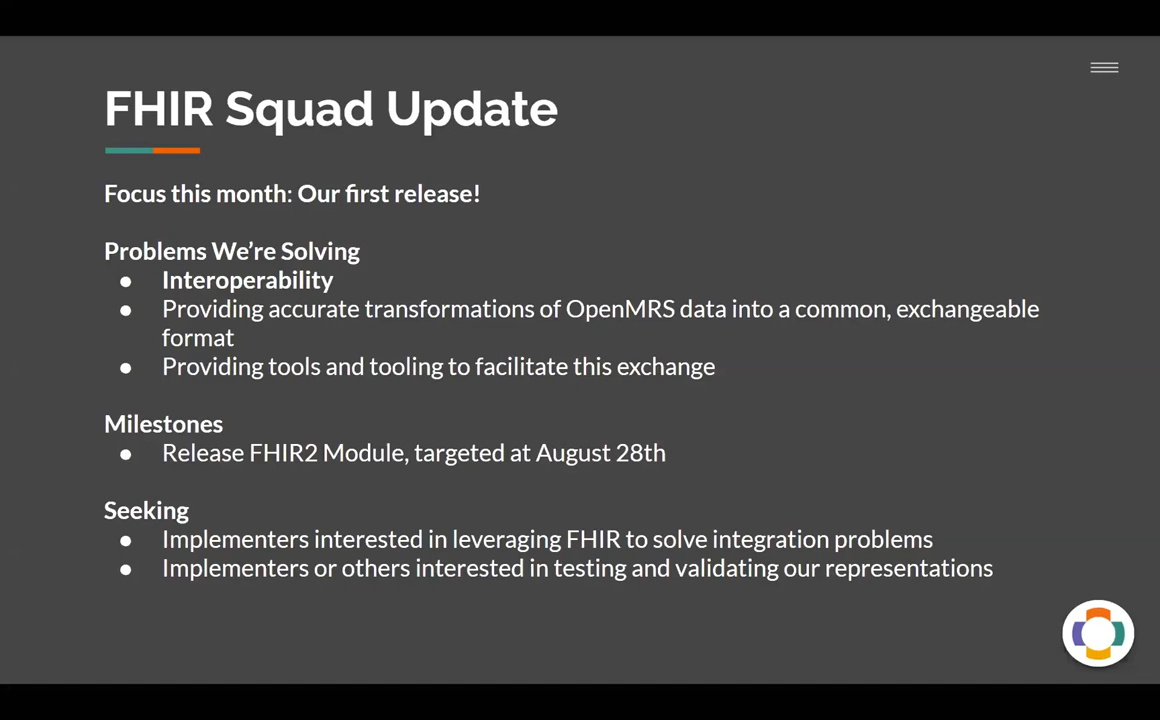 FHIR Squad Update
Focus this month: Our first release!
Problems We’re Solving
● Interoperability
● Providing accurate transformations of OpenMRS data into a common, exchangeable
format
● Providing tools and tooling to facilitate this exchange
Milestones
● Release FHIR2 Module, targeted at August 28th
Seeking
● Implementers interested in leveraging FHIR to solve integration problems
● Implementers or others interested in testing and validating our representations